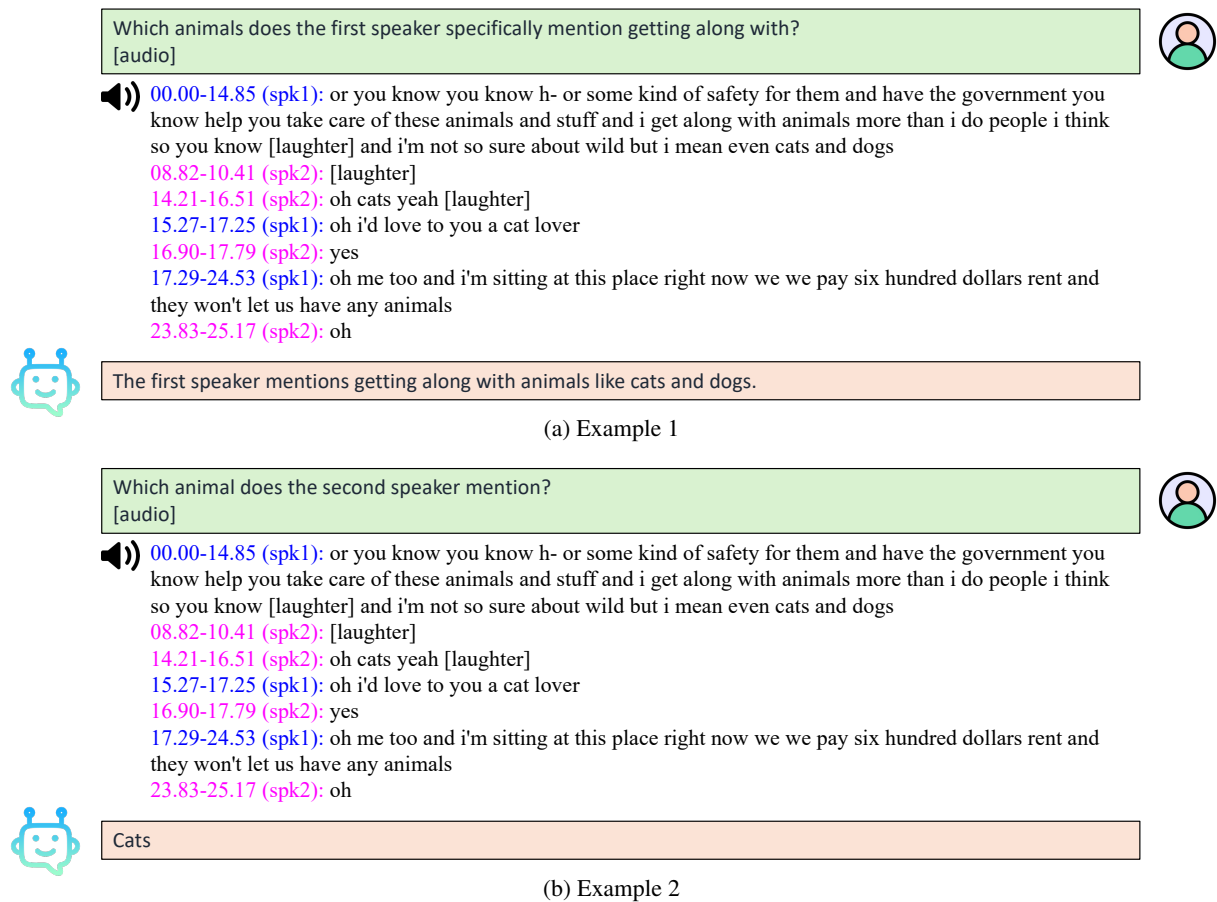 Which animals does the first speaker specifically mention getting along with?
[audio]
00.00-14.85 (spk1): or you know you know h- or some kind of safety for them and have the government you
know help you take care of these animals and stuff and i get along with animals more than i do people i think
so you know [laughter] and i'm not so sure about wild but i mean even cats and dogs
08.82-10.41 (spk2): [laughter]
14.21-16.51 (spk2): oh cats yeah [laughter]
15.27-17.25 (spk1): oh i'd love to you a cat lover
16.90-17.79 (spk2): yes
17.29-24.53 (spk1): oh me too and i'm sitting at this place right now we we pay six hundred dollars rent and
they won't let us have any animals
23.83-25.17 (spk2): oh
The first speaker mentions getting along with animals like cats and dogs.
(a) Example 1
Which animal does the second speaker mention?
[audio]
00.00-14.85 (spk1): or you know you know h- or some kind of safety for them and have the government you
know help you take care of these animals and stuff and i get along with animals more than i do people i think
so you know [laughter] and i'm not so sure about wild but i mean even cats and dogs
08.82-10.41 (spk2): [laughter]
14.21-16.51 (spk2): oh cats yeah [laughter]
15.27-17.25 (spk1): oh i'd love to you a cat lover
16.90-17.79 (spk2): yes
17.29-24.53 (spk1): oh me too and i'm sitting at this place right now we we pay six hundred dollars rent and
they won't let us have any animals
23.83-25.17 (spk2): oh
Cats
(b) Example 2